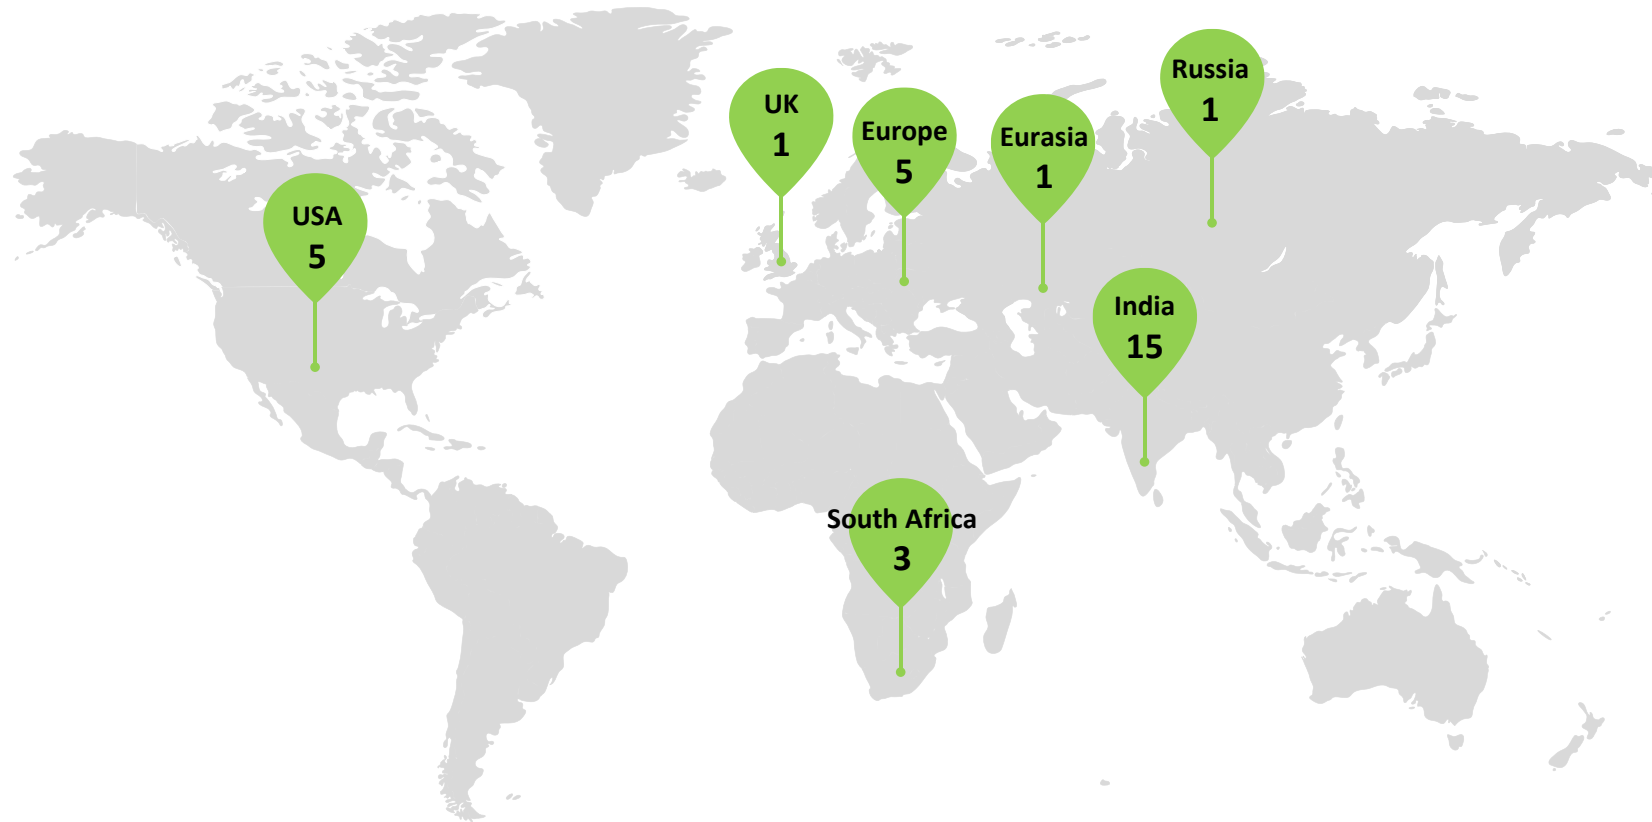 Russia
1
UK
1
Europe
5
Eurasia
1
USA
5
India
15
South Africa
3